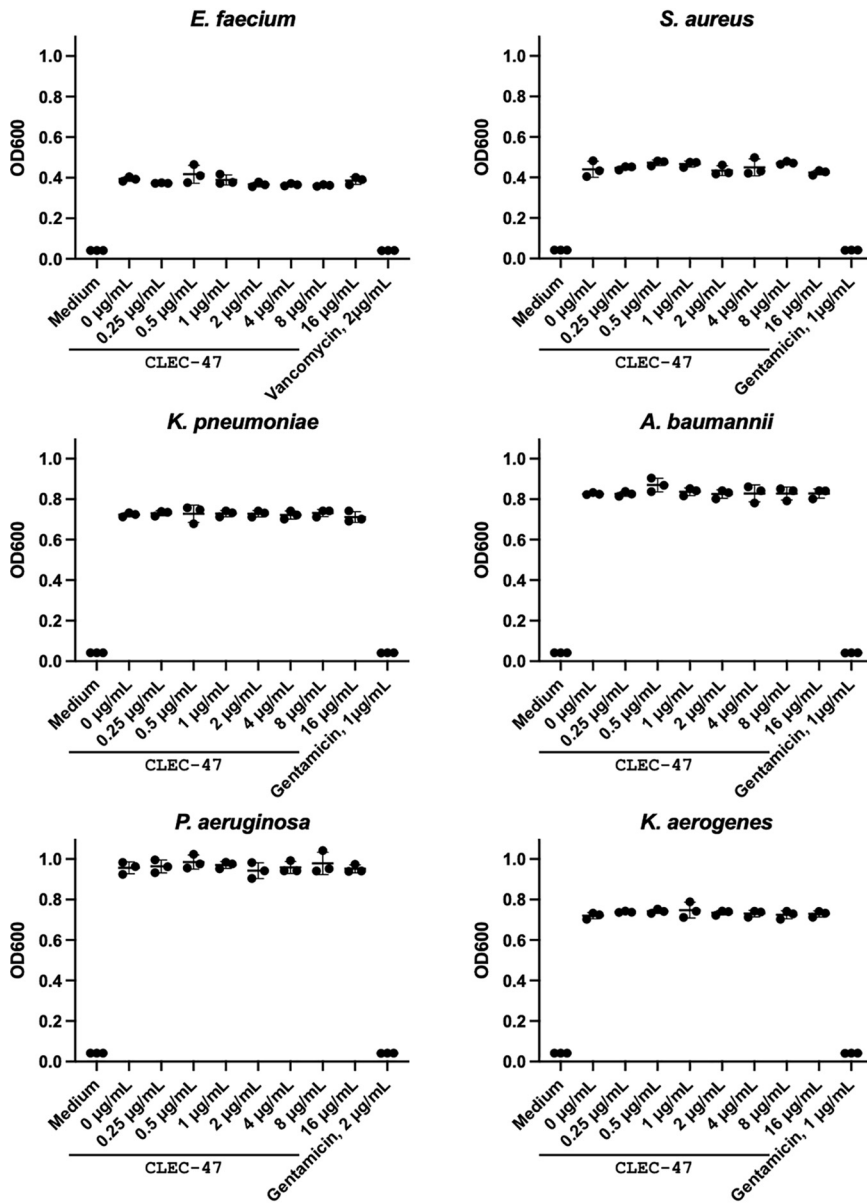 E. faecium
OD600
1.0
0.8
0.6
0.4
0.2
0.0
Medium
0 µg/mL
0.25 µg/mL
0.5 µg/mL
1 µg/mL
2 µg/mL
4 µg/mL
8 µg/mL
16 µg/mL
Vancomycin, 2µg/mL
CLEC-47
S. aureus
OD600
1.0
0.8
0.6
0.4
0.2
0.0
Medium
0 µg/mL
0.25 µg/mL
0.5 µg/mL
1 µg/mL
2 µg/mL
4 µg/mL
8 µg/mL
16 µg/mL
Gentamicin, 1µg/mL
CLEC-47
K. pneumoniae
OD600
1.0
0.8
0.6
0.4
0.2
0.0
Medium
0 µg/mL
0.25 µg/mL
0.5 µg/mL
1 µg/mL
2 µg/mL
4 µg/mL
8 µg/mL
16 µg/mL
Gentamicin, 1µg/mL
CLEC-47
A. baumannii
OD600
1.0
0.8
0.6
0.4
0.2
0.0
Medium
0 µg/mL
0.25 µg/mL
0.5 µg/mL
1 µg/mL
2 µg/mL
4 µg/mL
8 µg/mL
16 µg/mL
Gentamicin, 1µg/mL
CLEC-47
P. aeruginosa
OD600
1.0
0.8
0.6
0.4
0.2
0.0
Medium
0 µg/mL
0.25 µg/mL
0.5 µg/mL
1 µg/mL
2 µg/mL
4 µg/mL
8 µg/mL
16 µg/mL
Gentamicin, 2 µg/mL
CLEC-47
K. aerogenes
OD600
1.0
0.8
0.6
0.4
0.2
0.0
Medium
0 µg/mL
0.25 µg/mL
0.5 µg/mL
1 µg/mL
2 µg/mL
4 µg/mL
8 µg/mL
16 µg/mL
Gentamicin, 1 µg/mL
CLEC-47